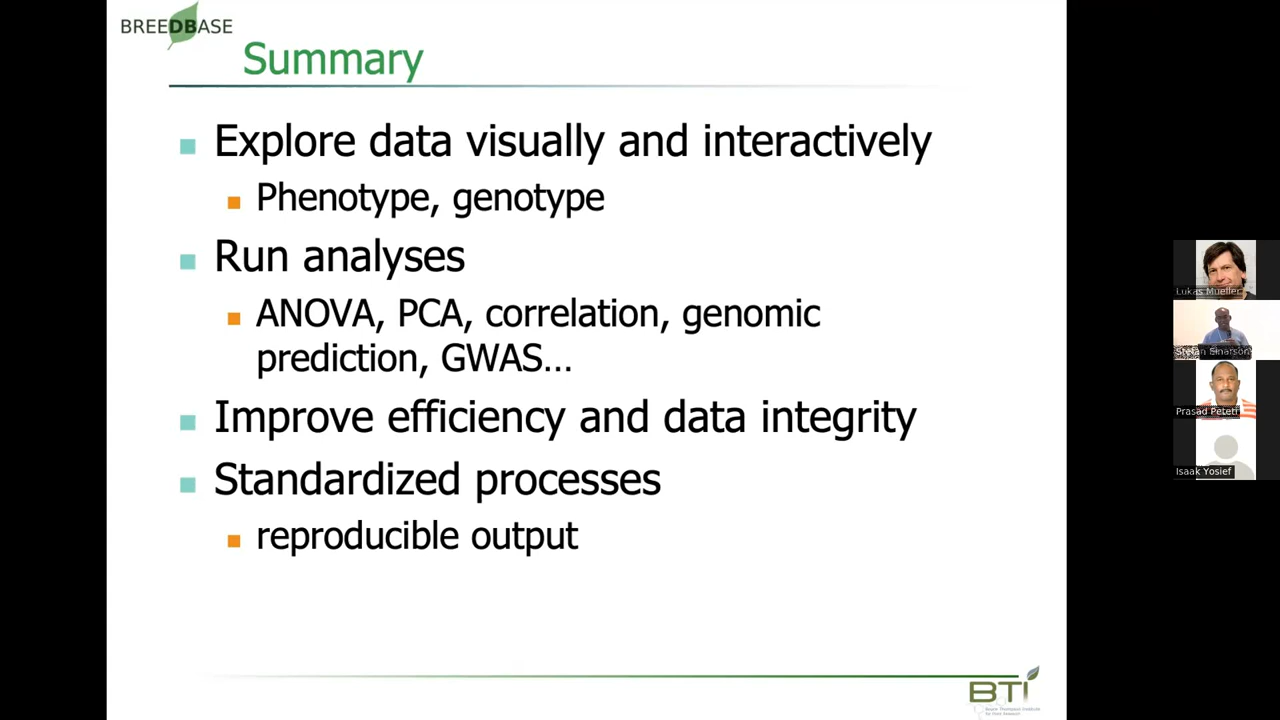 BREEDBASE
Summary
Explore data visually and interactively
Phenotype, genotype
Run analyses
ANOVA, PCA, correlation, genomic
prediction, GWAS...
Improve efficiency and data integrity
Standardized processes
reproducible output
Lukas Mueller
Stefan Einarson
Prasad Peteti
Isaak Yosief
BTI